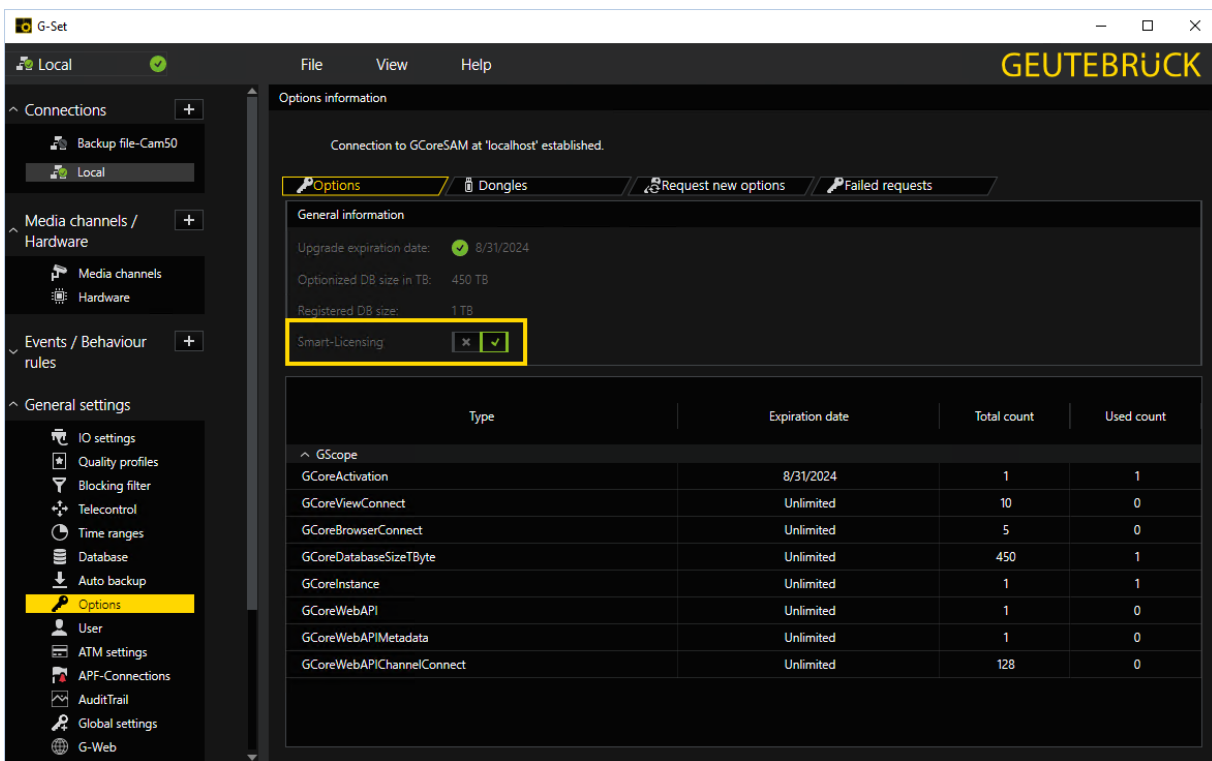 G-Set
Local
File View Help
GEUTEBRÜCK
Connections +
Backup file-Cam50
Local
Media channels / +
Hardware
Media channels
Hardware
Events / Behaviour +
rules
General settings
IO settings
Quality profiles
Blocking filter
Telecontrol
Time ranges
Database
Auto backup
Options
User
ATM settings
APF-Connections
AuditTrail
Global settings
G-Web
Options information
Connection to GCoreSAM at 'localhost' established.
Options Dongles Request new options Failed requests
General information
Upgrade expiration date: 8/31/2024
Optionized DB size in TB: 450 TB
Registered DB size: 1 TB
Smart-Licensing
Type Expiration date Total count Used count
GScope
GCoreActivation 8/31/2024 1 1
GCoreViewConnect Unlimited 10 0
GCoreBrowserConnect Unlimited 5 0
GCoreDatabaseSizeTByte Unlimited 450 1
GCoreInstance Unlimited 1 1
GCoreWebAPI Unlimited 1 0
GCoreWebAPIMetadata Unlimited 1 0
GCoreWebAPIChannelConnect Unlimited 128 0